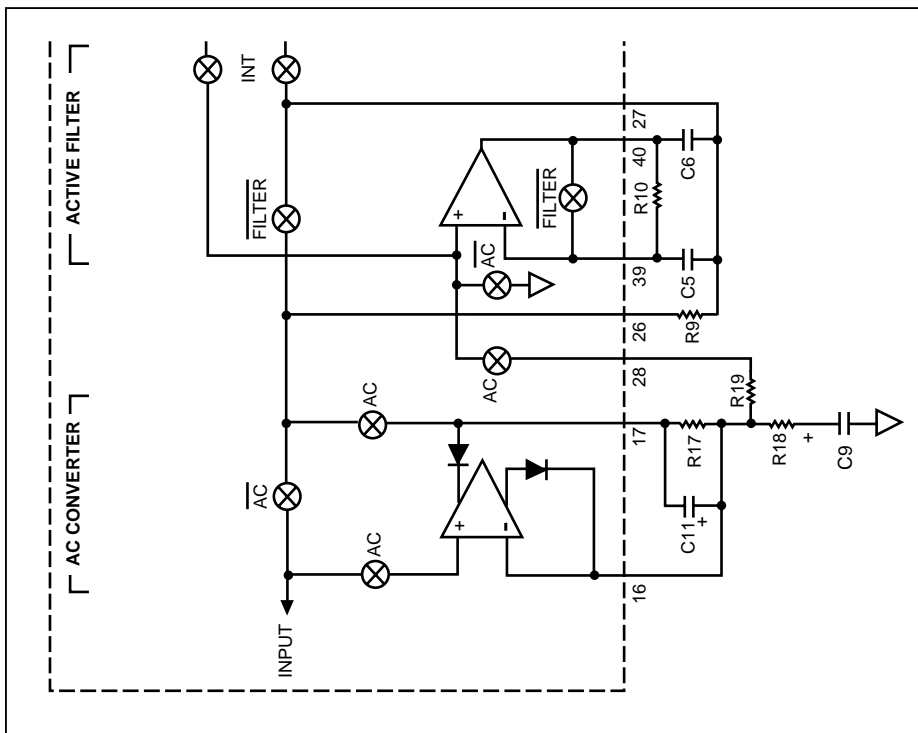 AC CONVERTER
ACTIVE FILTER
INPUT
AC
FILTER
INT
AC
AC
+
−
AC
AC
+
−
FILTER
16
17
28
26
39
40
27
C11
+
R17
R19
R18
+
C9
R9
C5
R10
C6